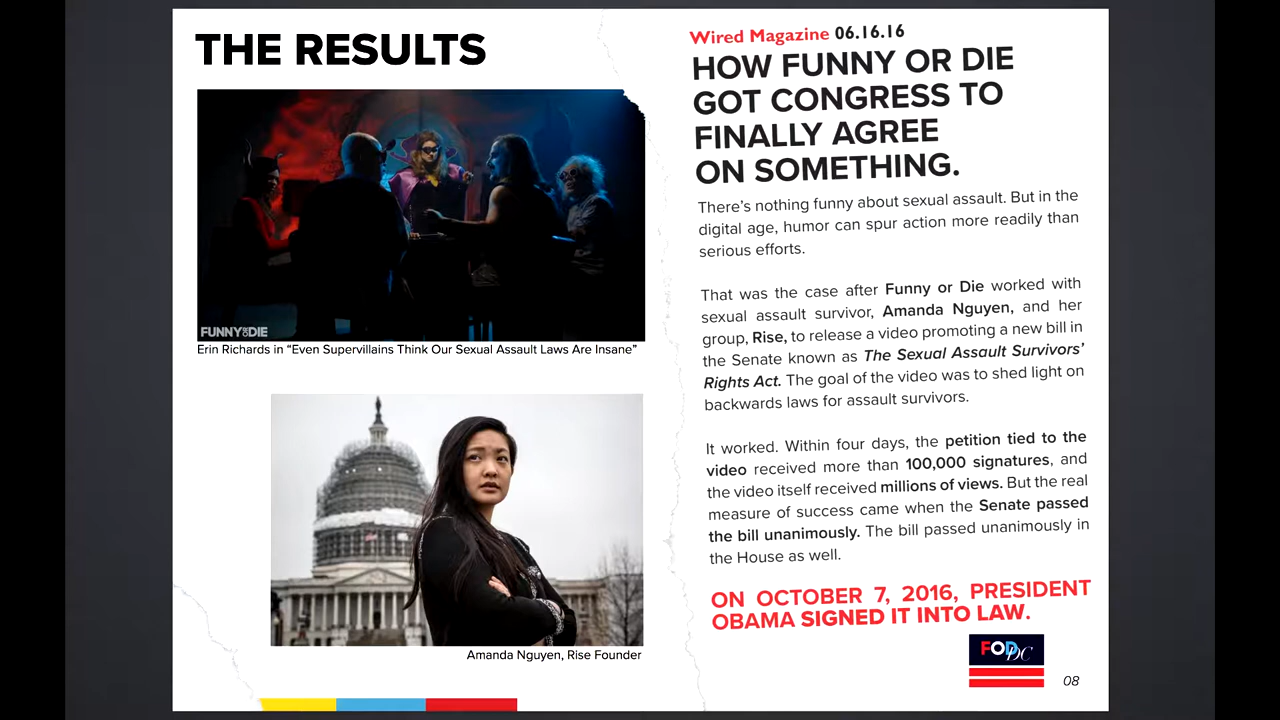 THE RESULTS
FUNNY OR DIE
Erin Richards in “Even Supervillains Think Our Sexual Assault Laws Are Insane”
Amanda Nguyen, Rise Founder
Wired Magazine 06.16.16
HOW FUNNY OR DIE
GOT CONGRESS TO
FINALLY AGREE
ON SOMETHING.
There’s nothing funny about sexual assault. But in the
digital age, humor can spur action more readily than
serious efforts.
That was the case after Funny or Die worked with
sexual assault survivor, Amanda Nguyen, and her
group, Rise, to release a video promoting a new bill in
the Senate known as The Sexual Assault Survivors’
Rights Act. The goal of the video was to shed light on
backwards laws for assault survivors.
It worked. Within four days, the petition tied to the
video received more than 100,000 signatures, and
the video itself received millions of views. But the real
measure of success came when the Senate passed
the bill unanimously. The bill passed unanimously in
the House as well.
ON OCTOBER 7, 2016, PRESIDENT
OBAMA SIGNED IT INTO LAW.
FOD DC
08